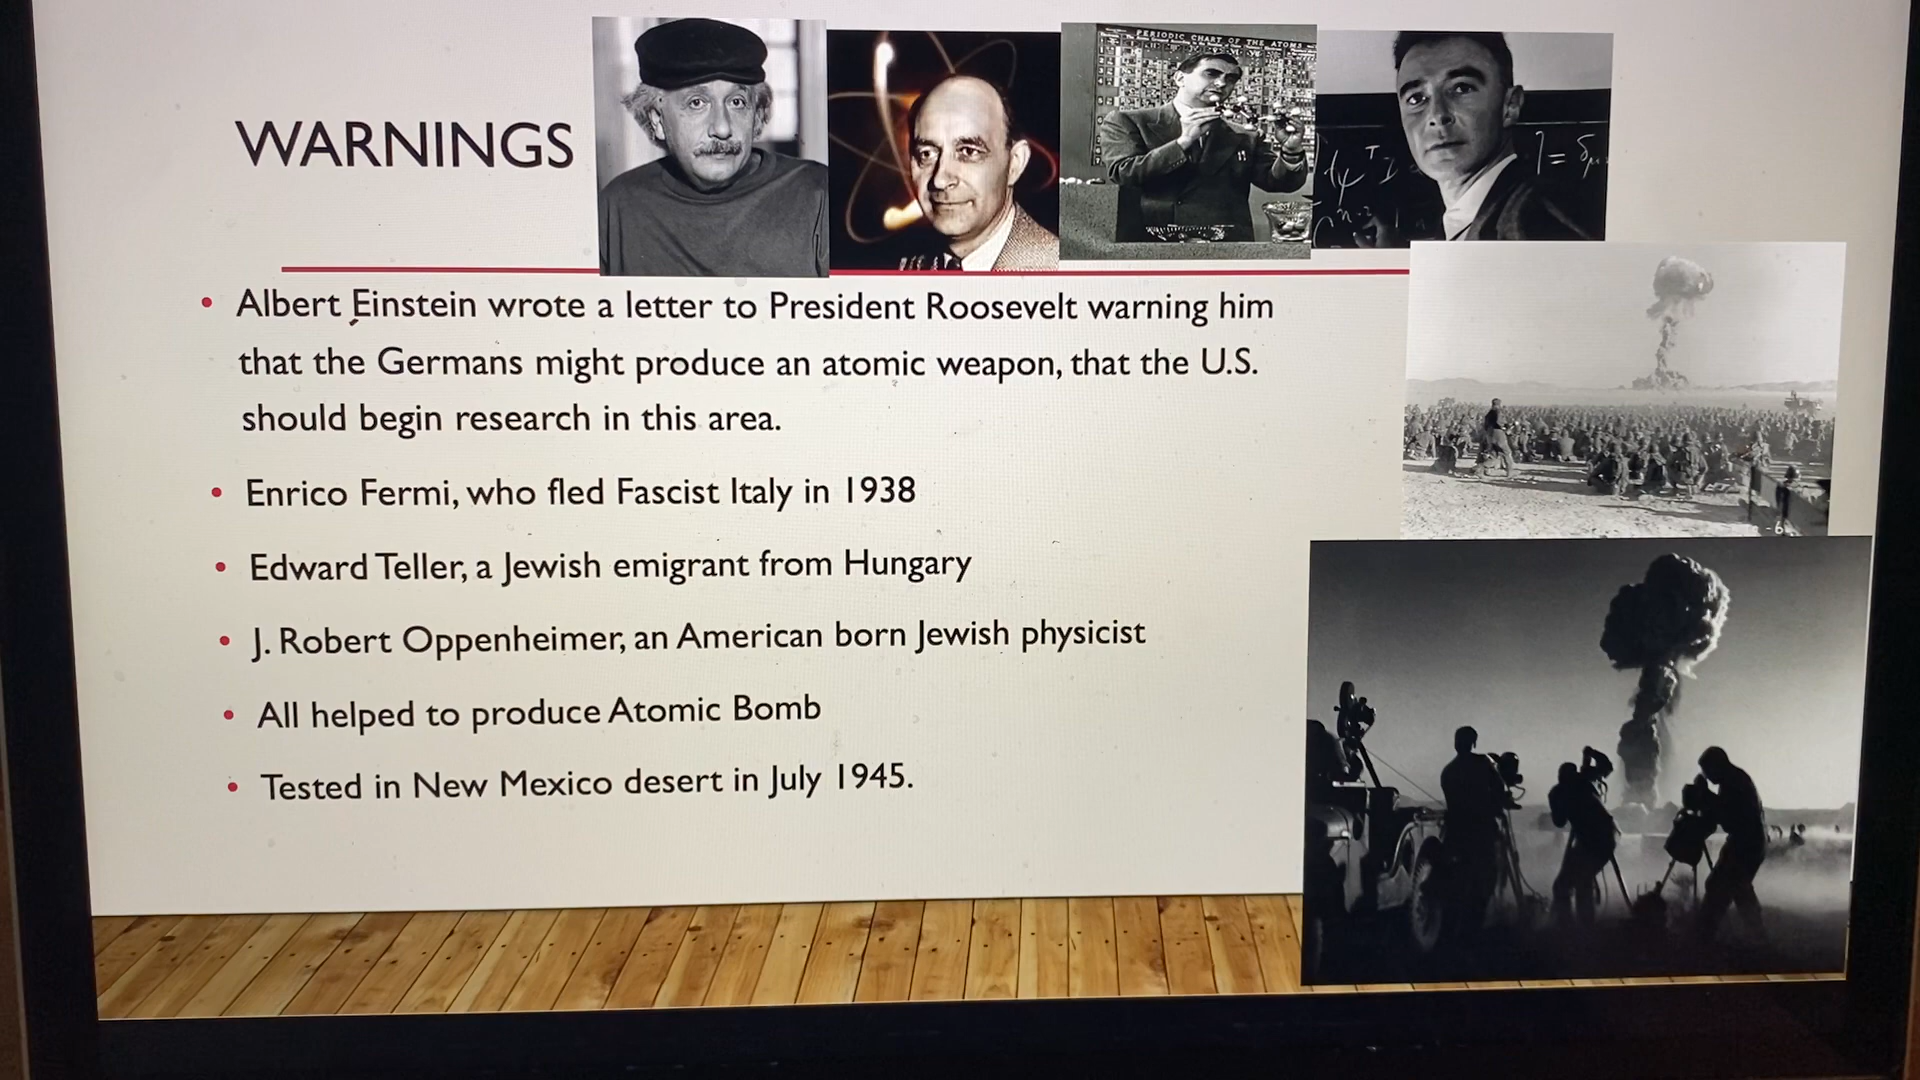 WARNINGS
PERIODIC CHART OF THE ATOMS
• Albert Einstein wrote a letter to President Roosevelt warning him
that the Germans might produce an atomic weapon, that the U.S.
should begin research in this area.
• Enrico Fermi, who fled Fascist Italy in 1938
• Edward Teller, a Jewish emigrant from Hungary
• J. Robert Oppenheimer, an American born Jewish physicist
• All helped to produce Atomic Bomb
• Tested in New Mexico desert in July 1945.